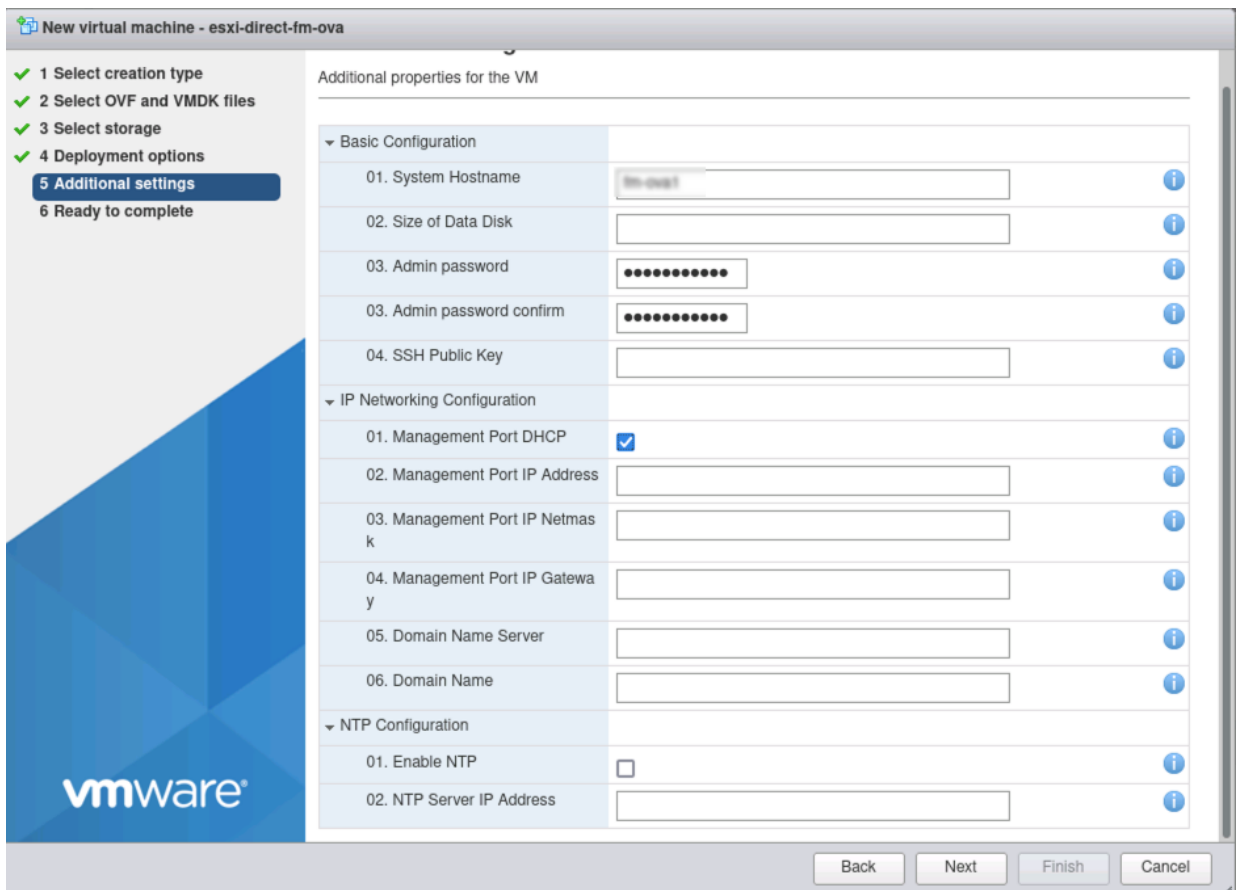 New virtual machine - esxi-direct-fm-ova
1 Select creation type
2 Select OVF and VMDK files
3 Select storage
4 Deployment options
5 Additional settings
6 Ready to complete
vmware®
Additional properties for the VM
Basic Configuration
01. System Hostname
02. Size of Data Disk
03. Admin password
●●●●●●●●●●●
03. Admin password confirm
●●●●●●●●●●●
04. SSH Public Key
IP Networking Configuration
01. Management Port DHCP
02. Management Port IP Address
03. Management Port IP Netmas
k
04. Management Port IP Gatewa
y
05. Domain Name Server
06. Domain Name
NTP Configuration
01. Enable NTP
02. NTP Server IP Address
Back Next Finish Cancel